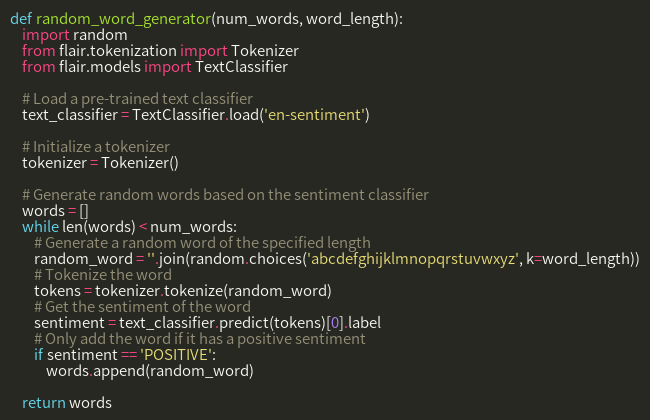 def random_word_generator(num_words, word_length):
    import random
    from flair.tokenization import Tokenizer
    from flair.models import TextClassifier

    # Load a pre-trained text classifier
    text_classifier = TextClassifier.load('en-sentiment')

    # Initialize a tokenizer
    tokenizer = Tokenizer()

    # Generate random words based on the sentiment classifier
    words = []
    while len(words) < num_words:
        # Generate a random word of the specified length
        random_word = ''.join(random.choices('abcdefghijklmnopqrstuvwxyz', k=word_length))
        # Tokenize the word
        tokens = tokenizer.tokenize(random_word)
        # Get the sentiment of the word
        sentiment = text_classifier.predict(tokens)[0].label
        # Only add the word if it has a positive sentiment
        if sentiment == 'POSITIVE':
            words.append(random_word)

    return words